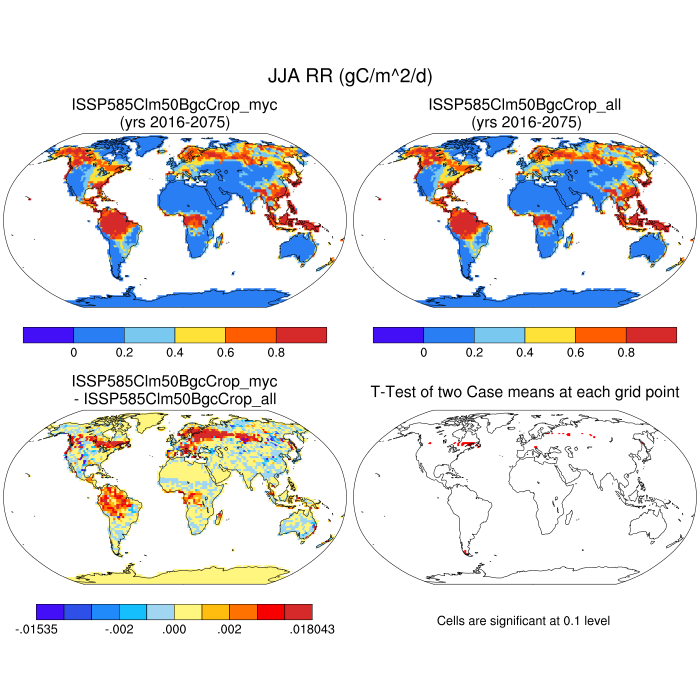 JJA RR (gC/m^2/d)
ISSP585Clm50BgcCrop_myc
(yrs 2016-2075)
ISSP585Clm50BgcCrop_all
(yrs 2016-2075)
0 0.2 0.4 0.6 0.8
0 0.2 0.4 0.6 0.8
ISSP585Clm50BgcCrop_myc
- ISSP585Clm50BgcCrop_all
T-Test of two Case means at each grid point
-.01535 -.002 .000 .002 .018043
Cells are significant at 0.1 level